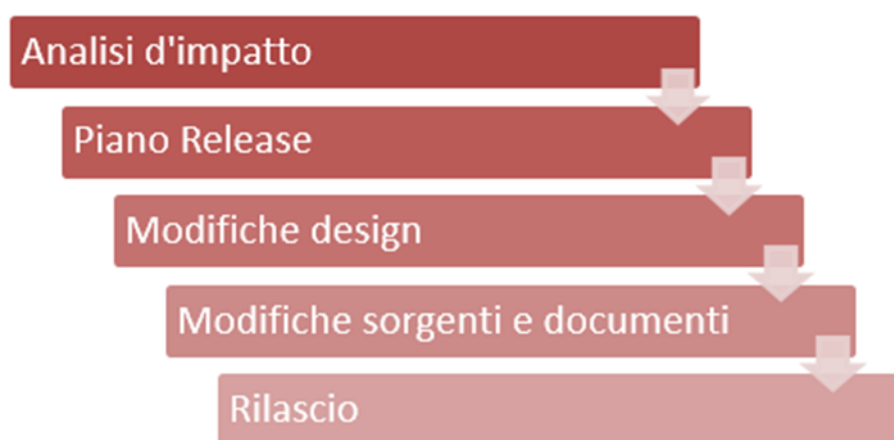 Analisi d'impatto
Piano Release
Modifiche design
Modifiche sorgenti e documenti
Rilascio